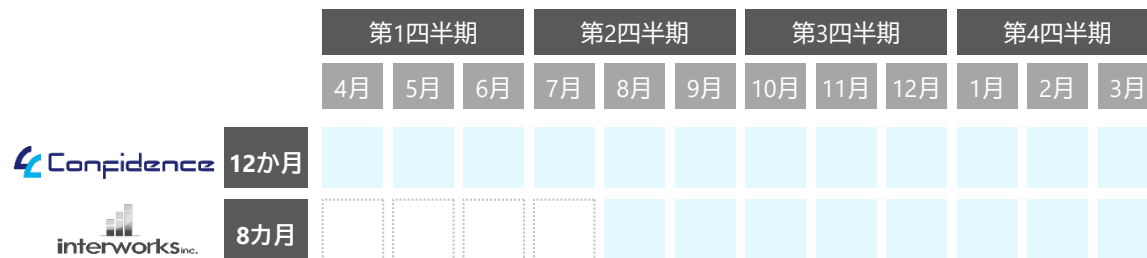 第1四半期 第2四半期 第3四半期 第4四半期
4月 5月 6月 7月 8月 9月 10月 11月 12月 1月 2月 3月
Confidence 12か月
interworks inc. 8カ月